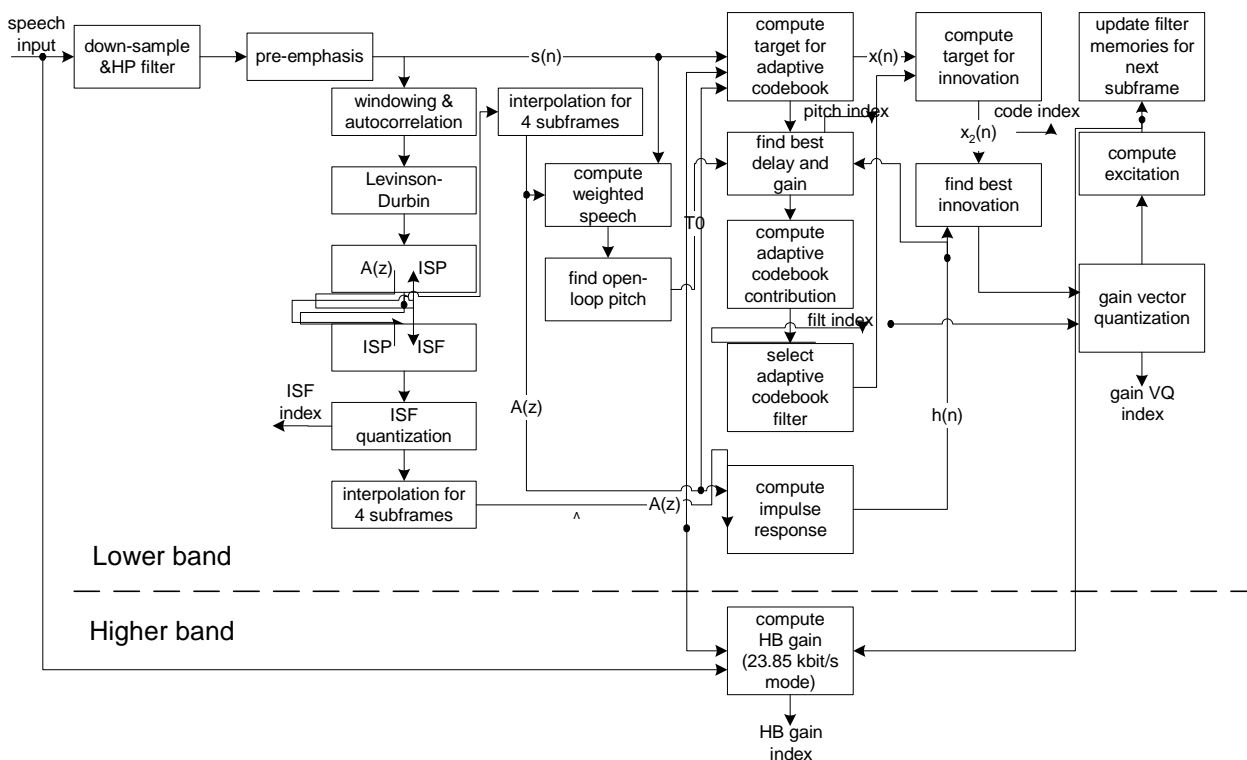 speech
input
down-sample
&HP filter
pre-emphasis
s(n)
windowing &
autocorrelation
Levinson-
Durbin
A(z)
ISP
ISP
ISF
ISF
index
ISF
quantization
interpolation for
4 subframes
interpolation for
4 subframes
compute
weighted
speech
find open-
loop pitch
A(z)
^
A(z)
T0
compute
target for
adaptive
codebook
pitch index
find best
delay and
gain
compute
adaptive
codebook
contribution
filt index
select
adaptive
codebook
filter
compute
impulse
response
x(n)
compute
target for
innovation
code index
x2(n)
find best
innovation
h(n)
update filter
memories for
next
subframe
compute
excitation
gain vector
quantization
gain VQ
index
Lower band
Higher band
compute
HB gain
(23.85 kbit/s
mode)
HB gain
index